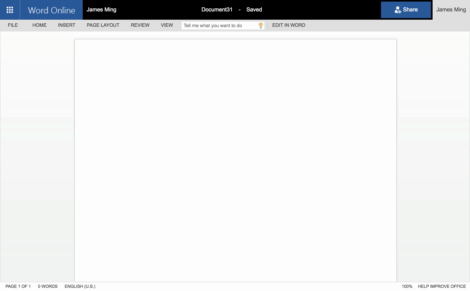 Word Online James Ming Document31 - Saved Share James Ming
FILE HOME INSERT PAGE LAYOUT REVIEW VIEW Tell me what you want to do EDIT IN WORD
PAGE 1 OF 1 0 WORDS ENGLISH (U.S.) 100% HELP IMPROVE OFFICE